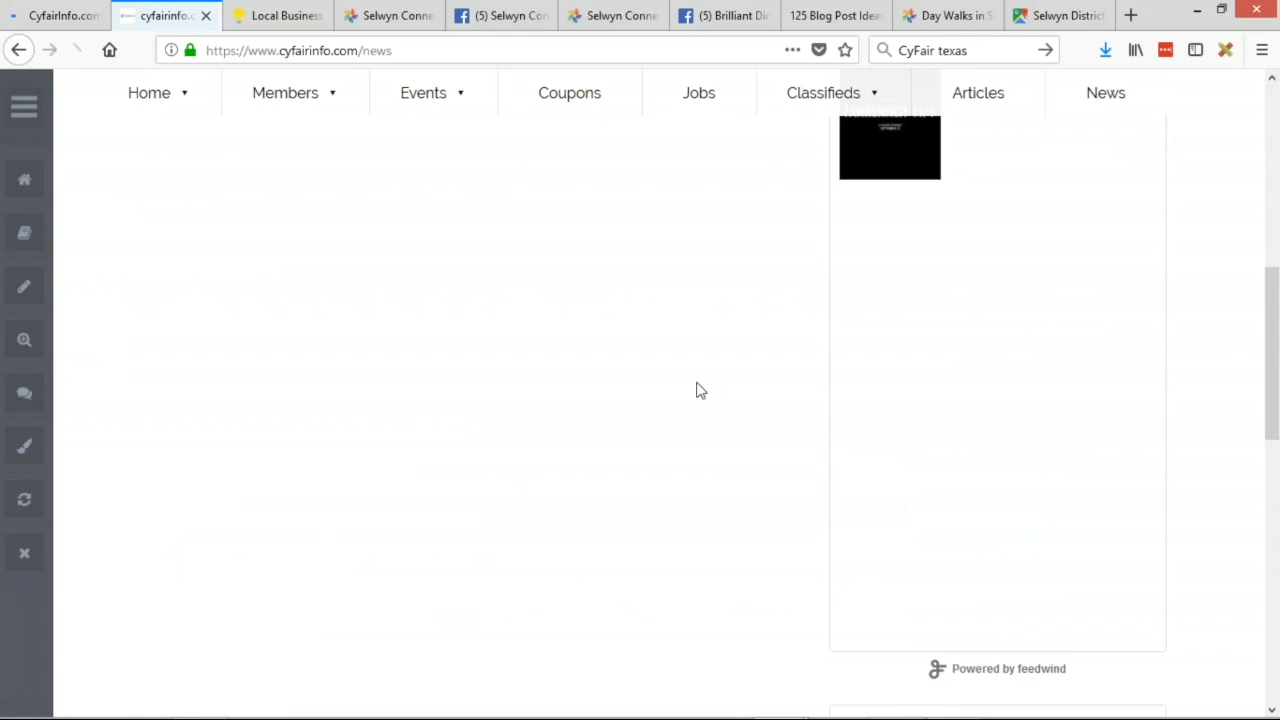 CyfairInfo.com
cyfairinfo.c
Local Business
Selwyn Conne
(5) Selwyn Co
Selwyn Conne
(5) Brilliant Di
125 Blog Post Ideas
Day Walks in S
Selwyn District
https://www.cyfairinfo.com/news
CyFair texas
Home
Members
Events
Coupons
Jobs
Classifieds
Articles
News
Powered by feedwind